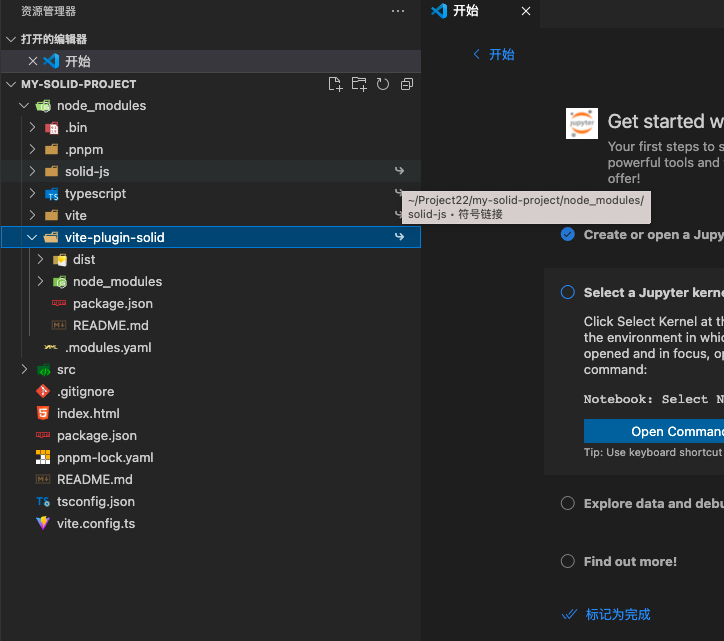 资源管理器
打开的编辑器
开始
MY-SOLID-PROJECT
node_modules
.bin
.pnpm
solid-js
typescript
vite
vite-plugin-solid
dist
node_modules
package.json
README.md
.modules.yaml
src
.gitignore
index.html
package.json
pnpm-lock.yaml
README.md
tsconfig.json
vite.config.ts
~/Project22/my-solid-project/node_modules/
solid-js • 符号链接
开始
开始
jupyter
Get started w
Your first steps to s
powerful tools and
offer!
Create or open a Jupy
Select a Jupyter kerne
Click Select Kernel at th
the environment in whic
opened and in focus, op
command:
Notebook: Select N
Open Comman
Tip: Use keyboard shortcut
Explore data and debu
Find out more!
标记为完成